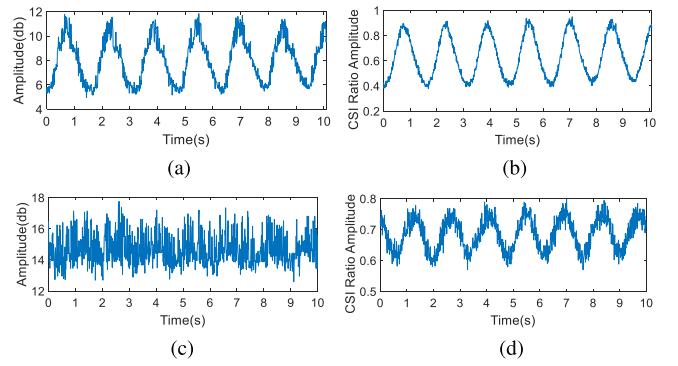 Amplitude(db)
12
10
8
6
4
0 1 2 3 4 5 6 7 8 9 10
Time(s)
(a)
CSI Ratio Amplitude
1
0.8
0.6
0.4
0.2
0 1 2 3 4 5 6 7 8 9 10
Time(s)
(b)
Amplitude(db)
18
16
14
12
0 1 2 3 4 5 6 7 8 9 10
Time(s)
(c)
CSI Ratio Amplitude
0.8
0.7
0.6
0.5
0 1 2 3 4 5 6 7 8 9 10
Time(s)
(d)